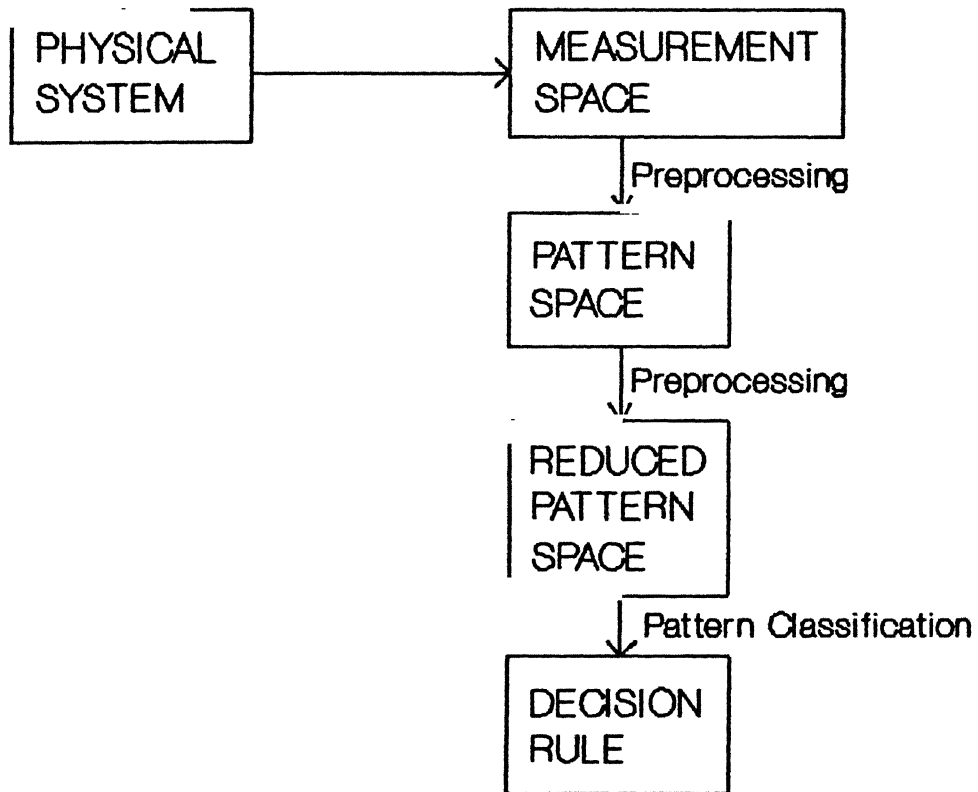 PHYSICAL
SYSTEM
MEASUREMENT
SPACE
Preprocessing
PATTERN
SPACE
Preprocessing
REDUCED
PATTERN
SPACE
Pattern Classification
DECISION
RULE